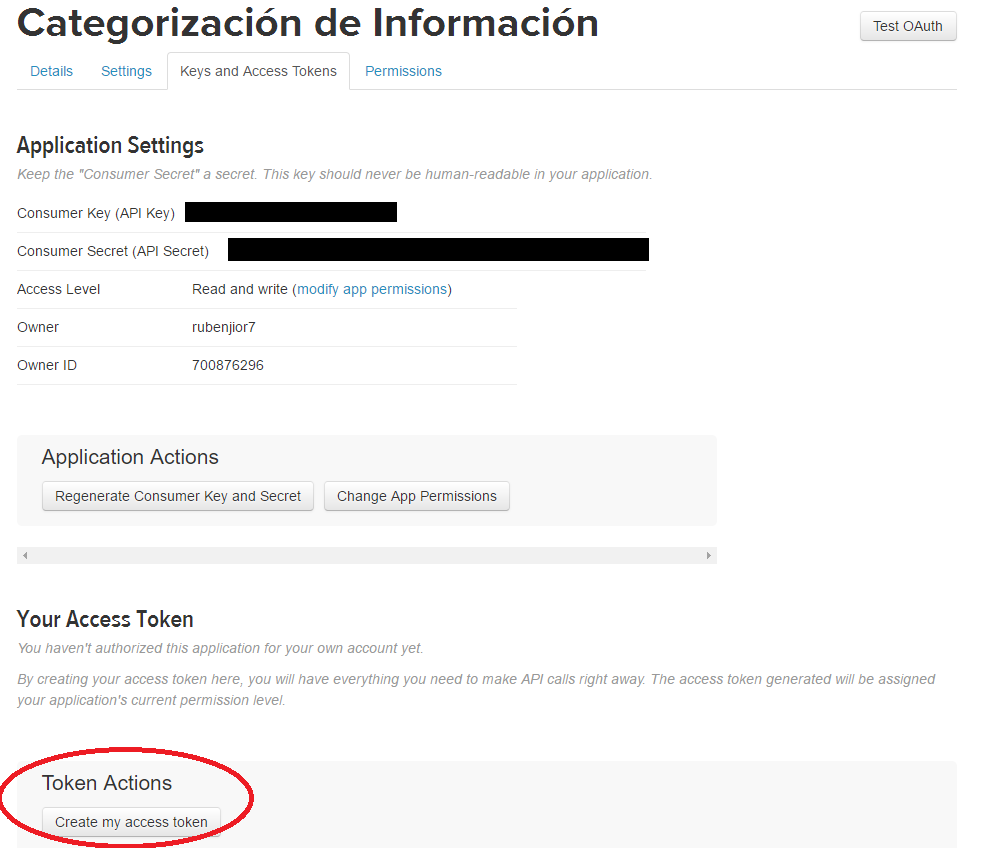 Categorización de Información
Test OAuth
Details Settings Keys and Access Tokens Permissions
Application Settings
Keep the "Consumer Secret" a secret. This key should never be human-readable in your application.
Consumer Key (API Key)
Consumer Secret (API Secret)
Access Level Read and write (modify app permissions)
Owner rubenjior7
Owner ID 700876296
Application Actions
Regenerate Consumer Key and Secret Change App Permissions
Your Access Token
You haven't authorized this application for your own account yet.
By creating your access token here, you will have everything you need to make API calls right away. The access token generated will be assigned
your application's current permission level.
Token Actions
Create my access token